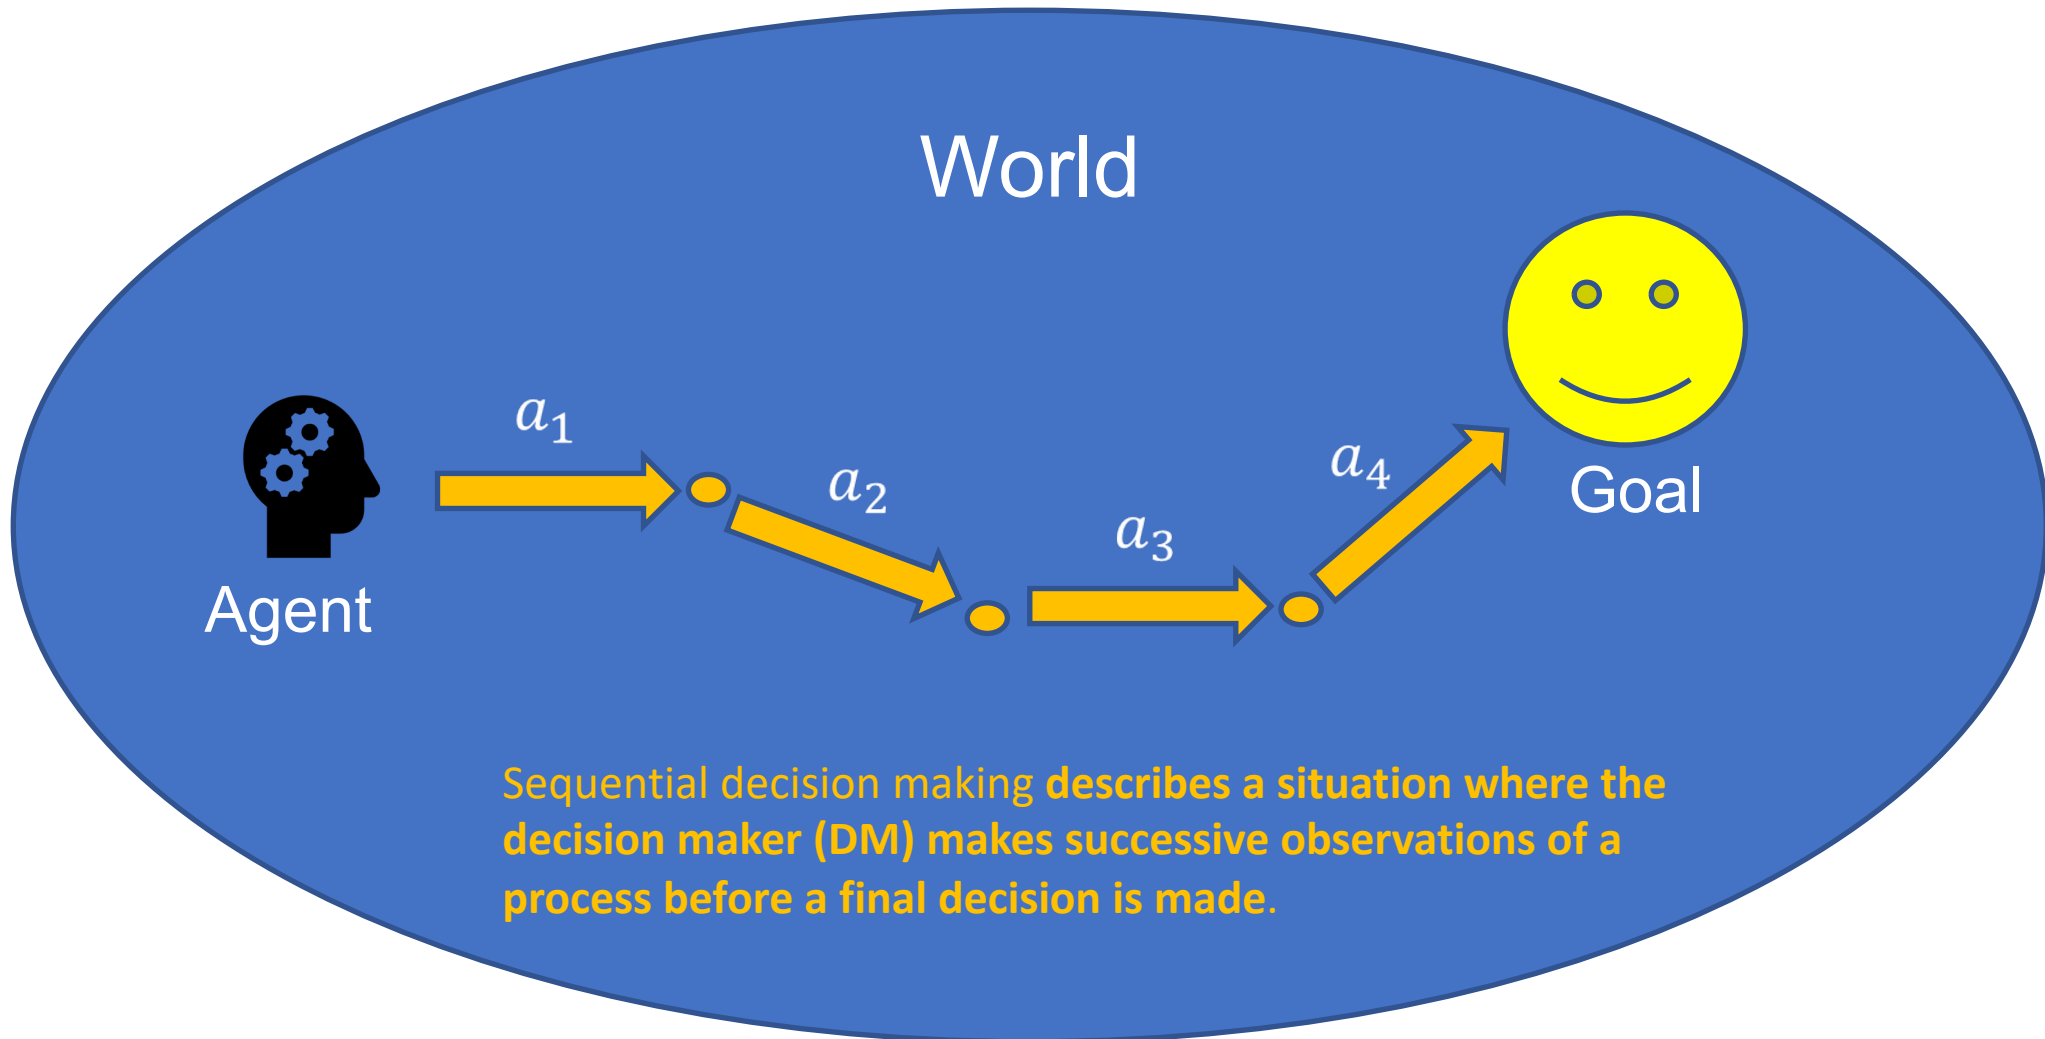 World
a₁
a₂
a₃
a₄
Goal
Agent
Sequential decision making describes a situation where the
decision maker (DM) makes successive observations of a
process before a final decision is made.